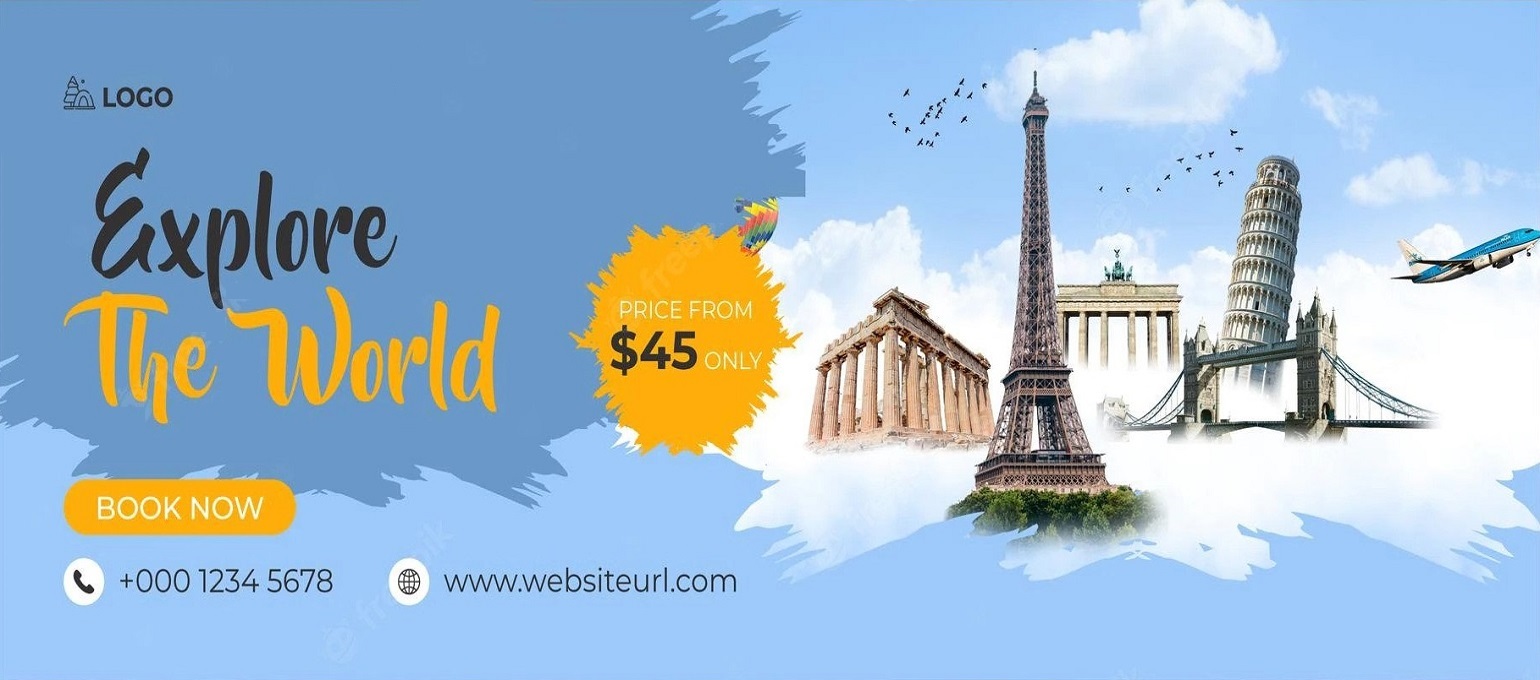 LOGO
Explore
The World
PRICE FROM
$45 ONLY
BOOK NOW
+000 1234 5678
www.websiteurl.com